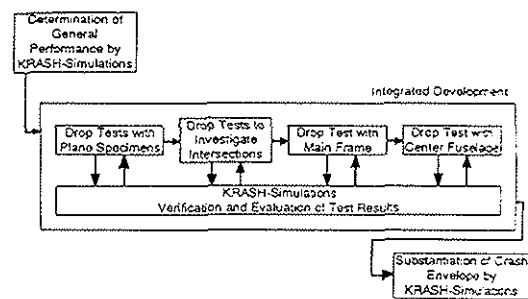 Determination of
General
Performance by
KRASH-Simulations
Integrated Development
Drop Tests with
Plane Specimens
Drop Tests to
Investigate
Intersections
Drop Test with
Main Frame
Drop Test with
Center Fuselage
KRASH-Simulations
Verification and Evaluation of Test Results
Substantiation of Crash
Envelope by
KRASH-Simulations